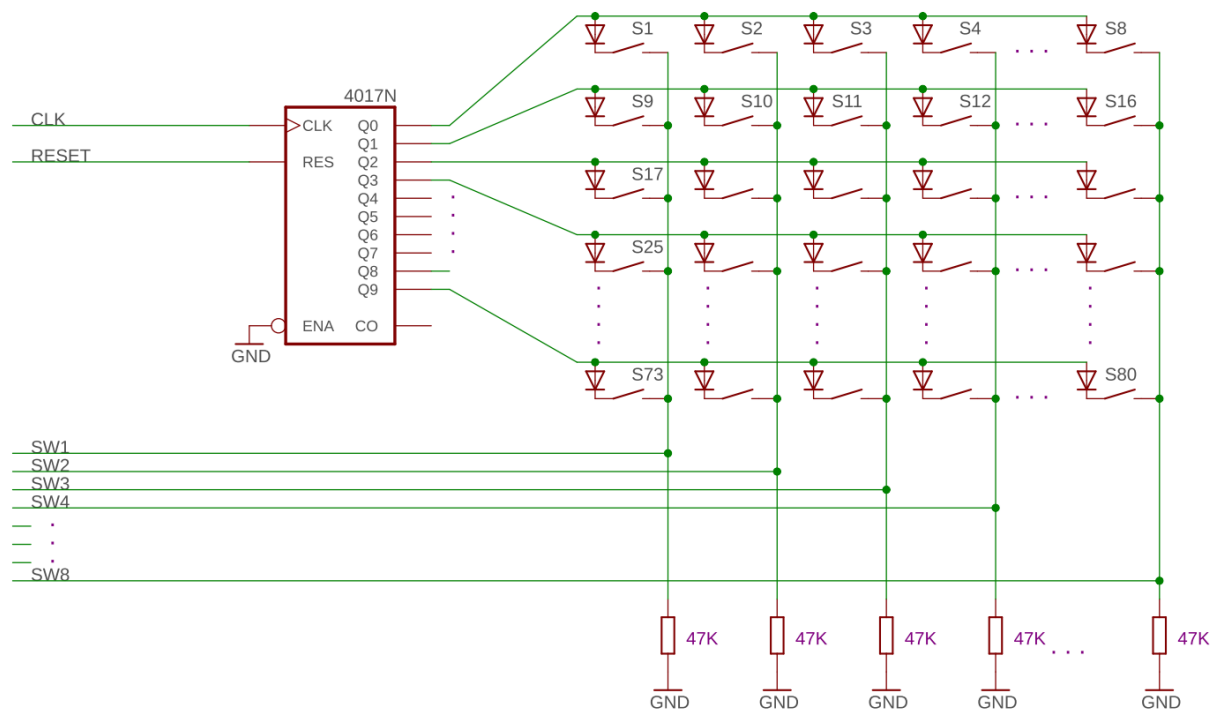 S1 S2 S3 S4 . . . S8
4017N
S9 S10 S11 S12 . . . S16
CLK
CLK Q0
Q1
RESET
RES Q2
S17 . . .
Q3
Q4
Q5
Q6
Q7
Q8
Q9
S25 . . .
ENA CO
GND
S73 . . . S80
SW1
SW2
SW3
SW4
SW8
47K 47K 47K 47K . . . 47K
GND GND GND GND GND